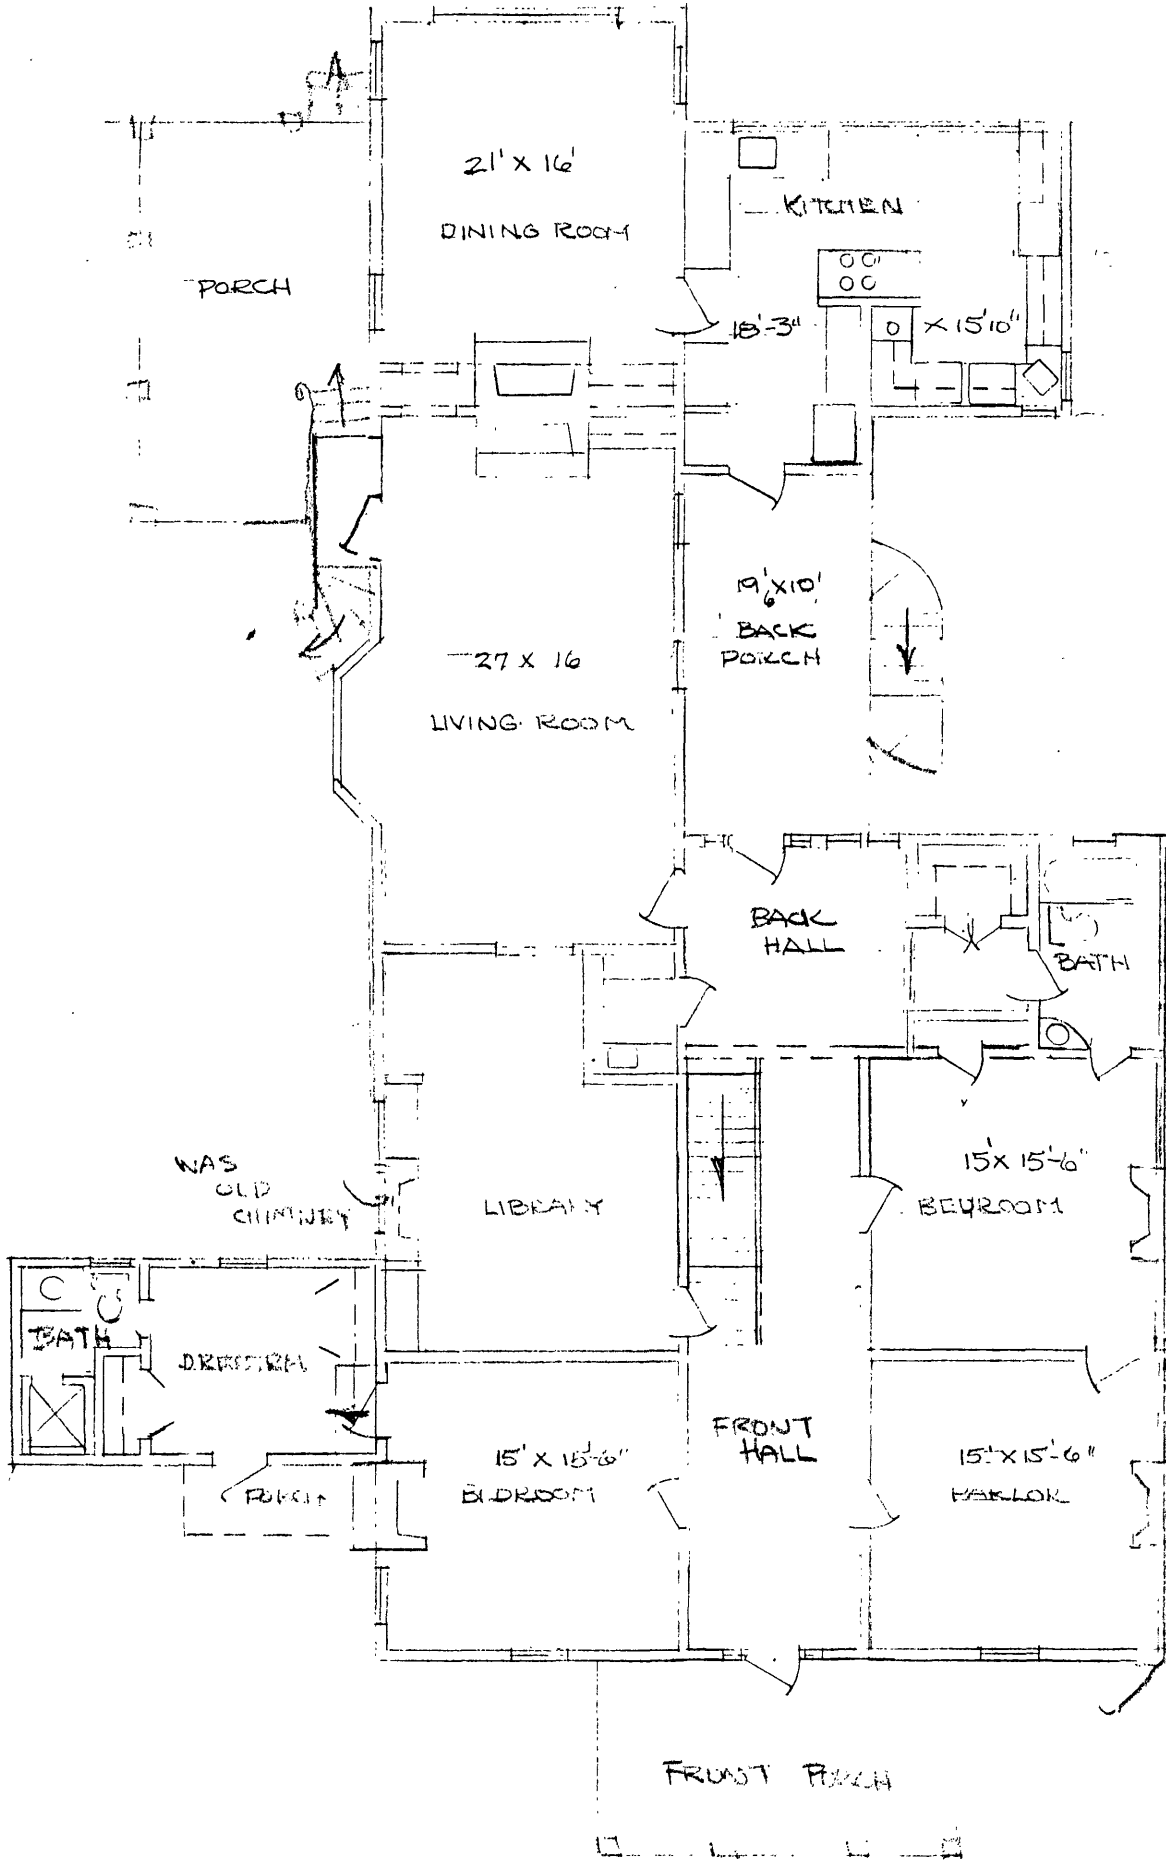 21' X 16'
DINING ROOM
KITCHEN
PORCH
18'-3" X 15'10"
19'6 X 10'
BACK
PORCH
27 X 16
LIVING ROOM
BACK
HALL
BATH
WAS
OLD
CHIMNEY
LIBRARY
15' X 15'-6"
BEDROOM
BATH
FRONT
HALL
15' X 15'-6"
BEDROOM
15' X 15'-6"
PARLOR
PORCH
FRONT PORCH